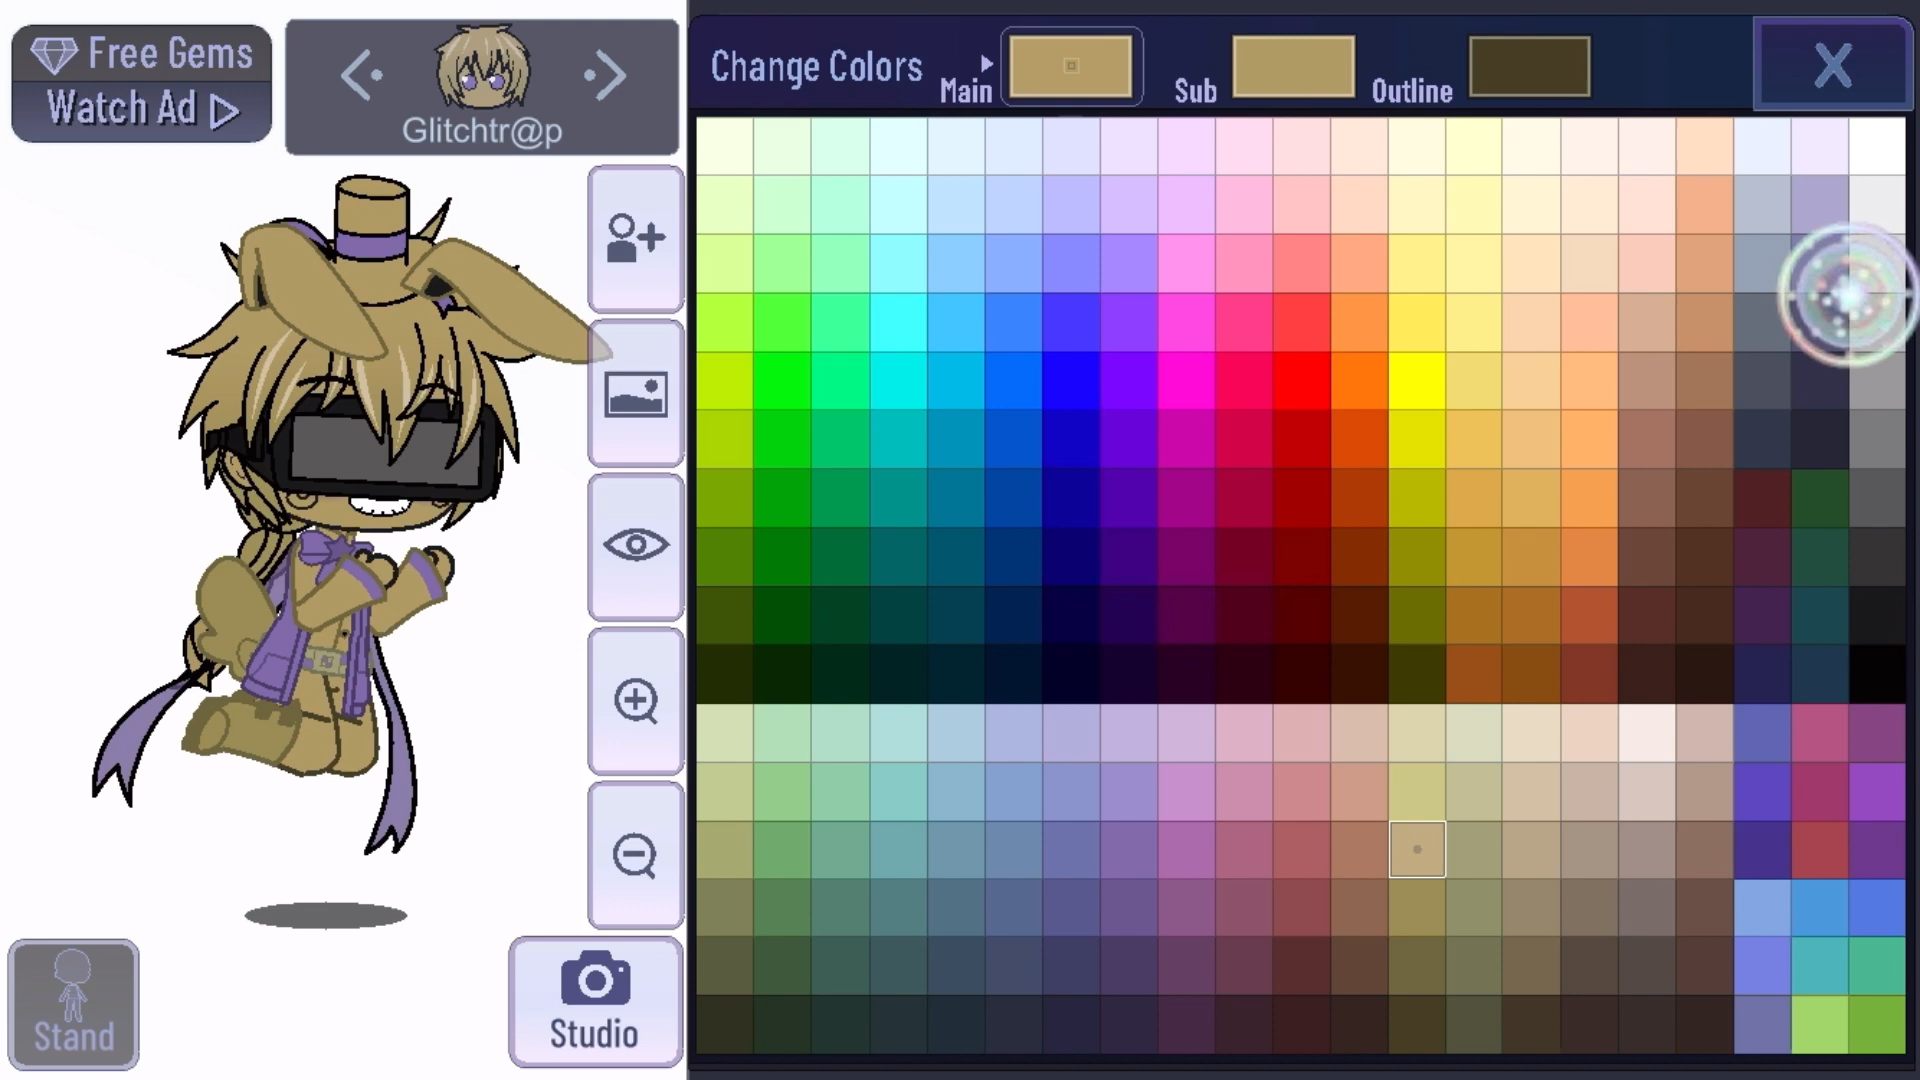 Free Gems
Watch Ad
Glitchtr@p
Change Colors
Main
Sub
Outline
X
Stand
Studio